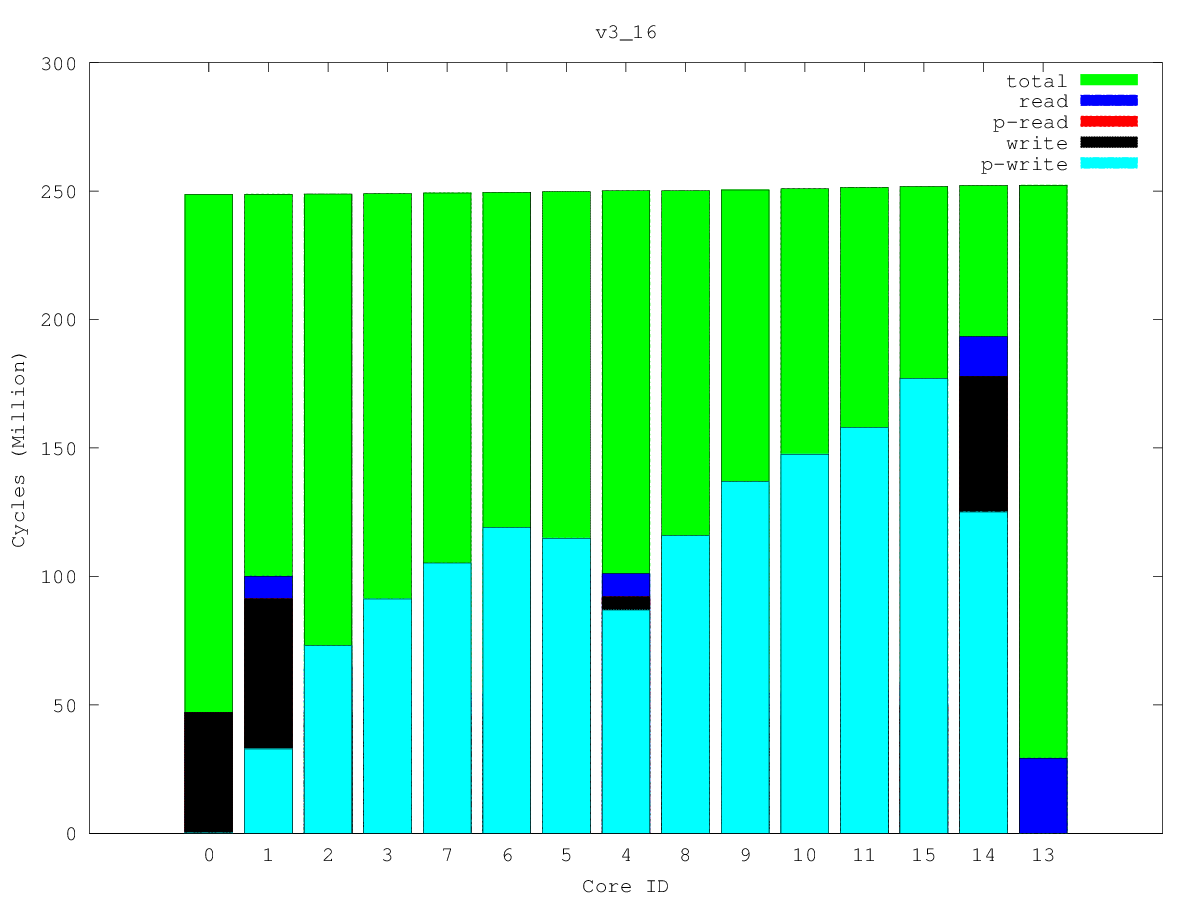 v3_16
300
250
200
150
100
50
0
Cycles (Million)
total
read
p-read
write
p-write
0 1 2 3 7 6 5 4 8 9 10 11 15 14 13
Core ID